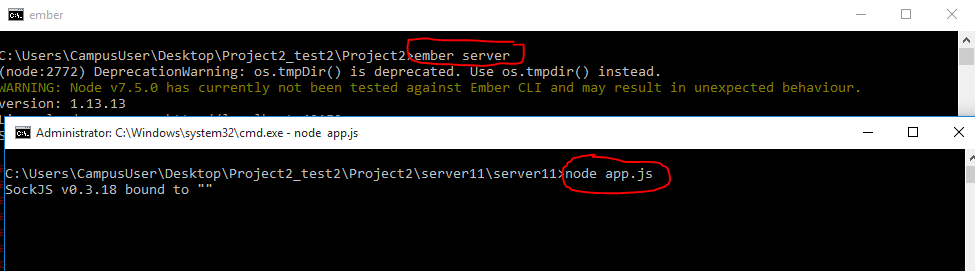 ember
C:\Users\CampusUser\Desktop\Project2_test2\Project2>ember server
(node:2772) DeprecationWarning: os.tmpDir() is deprecated. Use os.tmpdir() instead.
WARNING: Node v7.5.0 has currently not been tested against Ember CLI and may result in unexpected behaviour.
version: 1.13.13
Administrator: C:\Windows\system32\cmd.exe - node app.js
C:\Users\CampusUser\Desktop\Project2_test2\Project2\server11\server11>node app.js
SockJS v0.3.18 bound to ""